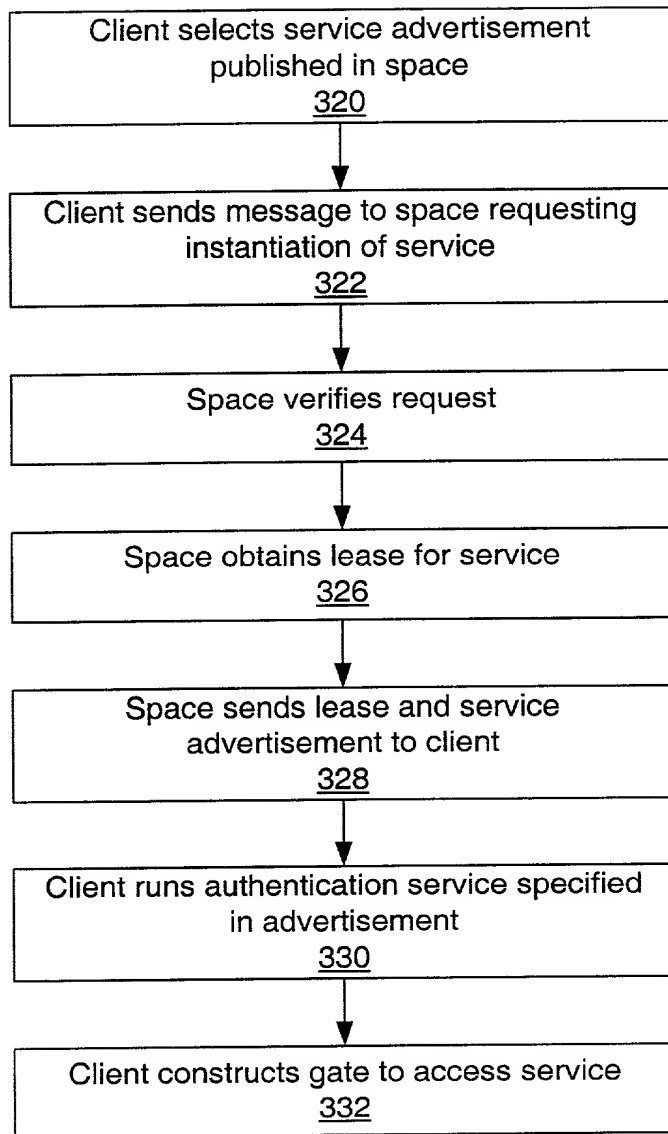 Client selects service advertisement
published in space
320
Client sends message to space requesting
instantiation of service
322
Space verifies request
324
Space obtains lease for service
326
Space sends lease and service
advertisement to client
328
Client runs authentication service specified
in advertisement
330
Client constructs gate to access service
332